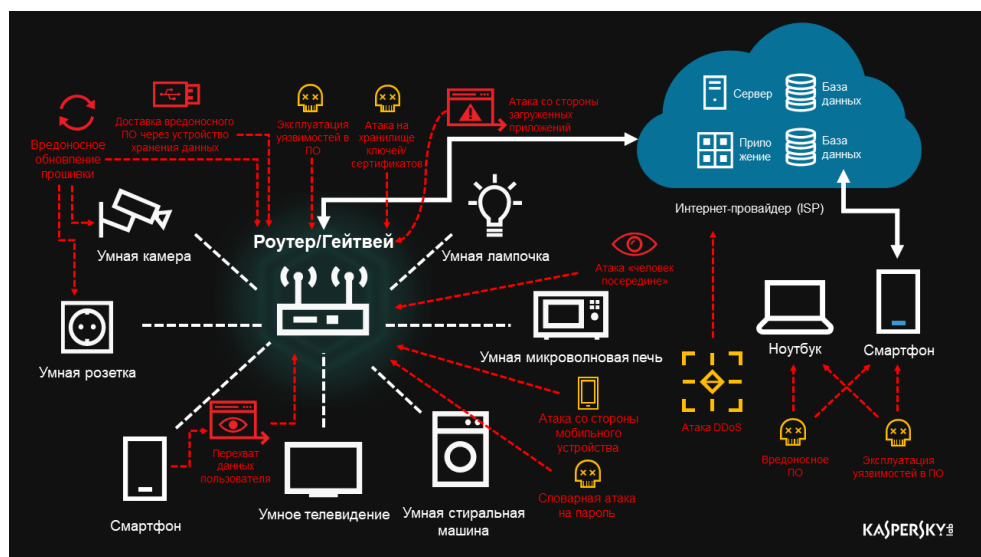 Сервер
База
данных
Прило
жение
База
данных
Интернет-провайдер (ISP)
Доставка вредоносного
ПО через устройство
хранения данных
Вредоносное
обновление
прошивки
Эксплуатация
уязвимостей в
ПО
Атака на
хранилище
ключей/
сертификатов
Атака со стороны
загруженных
приложений
Умная камера
Роутер/Гейтвей
Умная лампочка
Атака «человек
посередине»
Умная розетка
Умная микроволновая печь
Ноутбук
Смартфон
Перехват
данных
пользователя
Атака со стороны
мобильного
устройства
Атака DDoS
Вредоносное
ПО
Эксплуатация
уязвимостей в ПО
Словарная атака
на пароль
Смартфон
Умное телевидение
Умная стиральная
машина
KASPERSKY lab